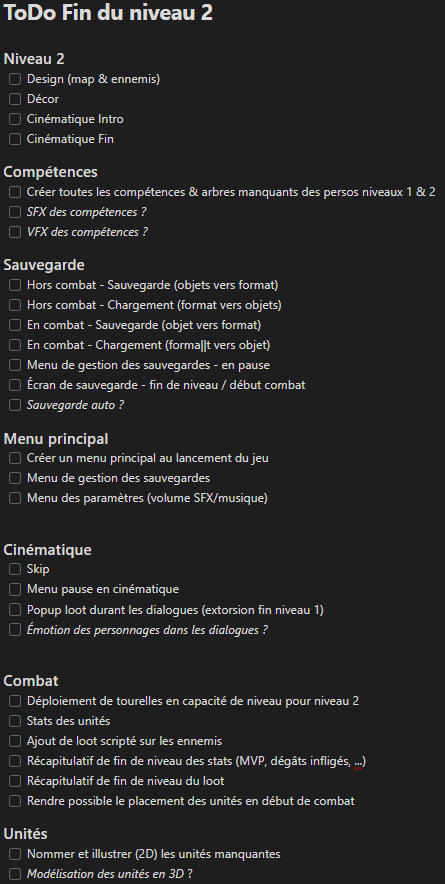 ToDo Fin du niveau 2
Niveau 2
Design (map & ennemis)
Décor
Cinématique Intro
Cinématique Fin
Compétences
Créer toutes les compétences & arbres manquants des persos niveaux 1 & 2
SFX des compétences ?
VFX des compétences ?
Sauvegarde
Hors combat - Sauvegarde (objets vers format)
Hors combat - Chargement (format vers objets)
En combat - Sauvegarde (objet vers format)
En combat - Chargement (forma||t vers objet)
Menu de gestion des sauvegardes - en pause
Écran de sauvegarde - fin de niveau / début combat
Sauvegarde auto ?
Menu principal
Créer un menu principal au lancement du jeu
Menu de gestion des sauvegardes
Menu des paramètres (volume SFX/musique)
Cinématique
Skip
Menu pause en cinématique
Popup loot durant les dialogues (extorsion fin niveau 1)
Émotion des personnages dans les dialogues ?
Combat
Déploiement de tourelles en capacité de niveau pour niveau 2
Stats des unités
Ajout de loot scripté sur les ennemis
Récapitulatif de fin de niveau des stats (MVP, dégâts infligés, ...)
Récapitulatif de fin de niveau du loot
Rendre possible le placement des unités en début de combat
Unités
Nommer et illustrer (2D) les unités manquantes
Modélisation des unités en 3D ?